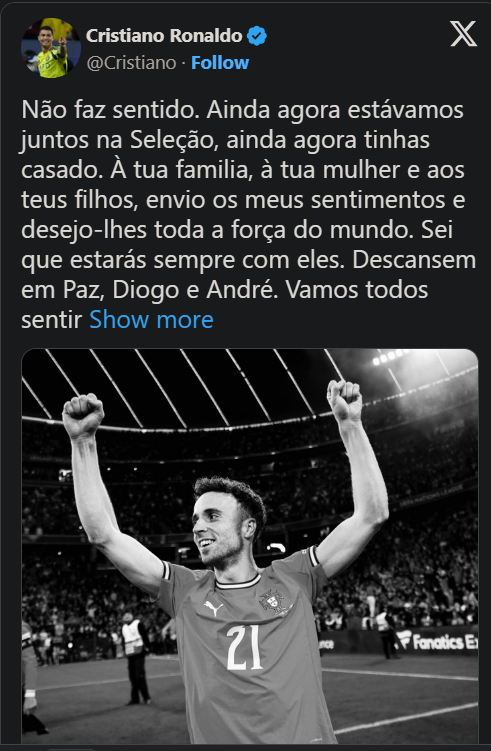 Cristiano Ronaldo
@Cristiano · Follow
Não faz sentido. Ainda agora estávamos
juntos na Seleção, ainda agora tinhas
casado. À tua familia, à tua mulher e aos
teus filhos, envio os meus sentimentos e
desejo-lhes toda a força do mundo. Sei
que estarás sempre com eles. Descansem
em Paz, Diogo e André. Vamos todos
sentir Show more
21
Fanatics Ex